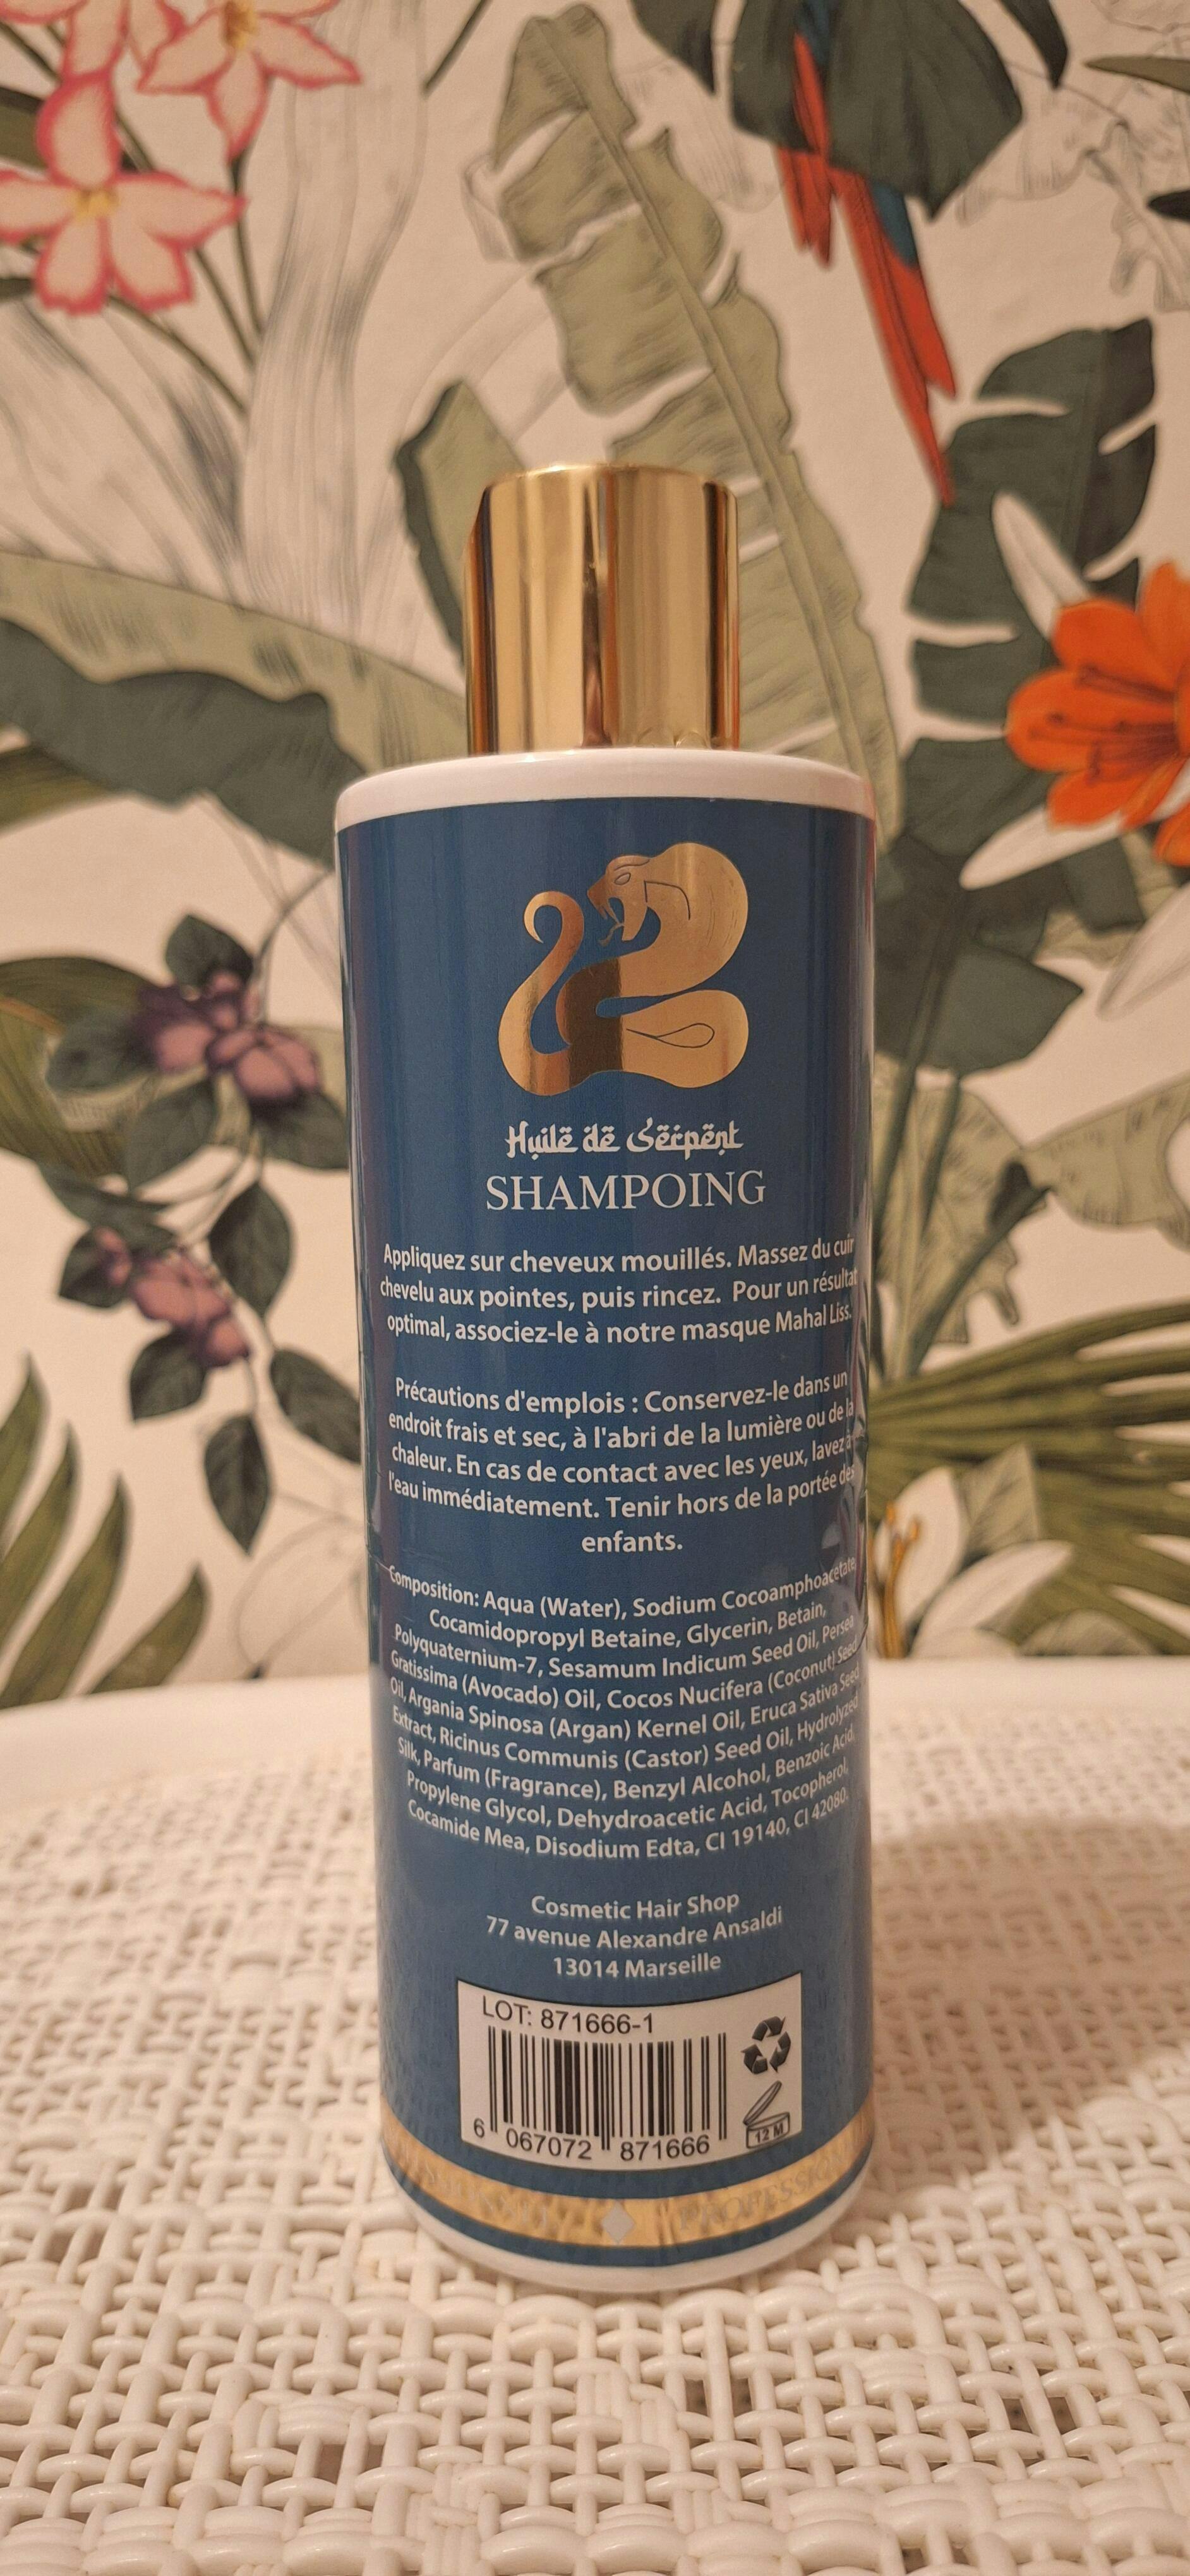 Huile de Serpent
SHAMPOING
Appliquez sur cheveux mouillés. Massez du cuir
chevelu aux pointes, puis rincez. Pour un résultat
optimal, associez-le à notre masque Mahal Liss.
Précautions d'emplois : Conservez-le dans un
endroit frais et sec, à l'abri de la lumière ou de la
chaleur. En cas de contact avec les yeux, lavez à
l'eau immédiatement. Tenir hors de la portée des
enfants.
Composition: Aqua (Water), Sodium Cocoamphoacetate,
Cocamidopropyl Betaine, Glycerin, Betain,
Polyquaternium-7, Sesamum Indicum Seed Oil, Persea
Gratissima (Avocado) Oil, Cocos Nucifera (Coconut) Seed
Oil, Argania Spinosa (Argan) Kernel Oil, Eruca Sativa Seed
Extract, Ricinus Communis (Castor) Seed Oil, Hydrolyzed
Silk, Parfum (Fragrance), Benzyl Alcohol, Benzoic Acid,
Propylene Glycol, Dehydroacetic Acid, Tocopherol,
Cocamide Mea, Disodium Edta, CI 19140, CI 42080.
Cosmetic Hair Shop
77 avenue Alexandre Ansaldi
13014 Marseille
LOT: 871666-1
6 067072 871666
12 M